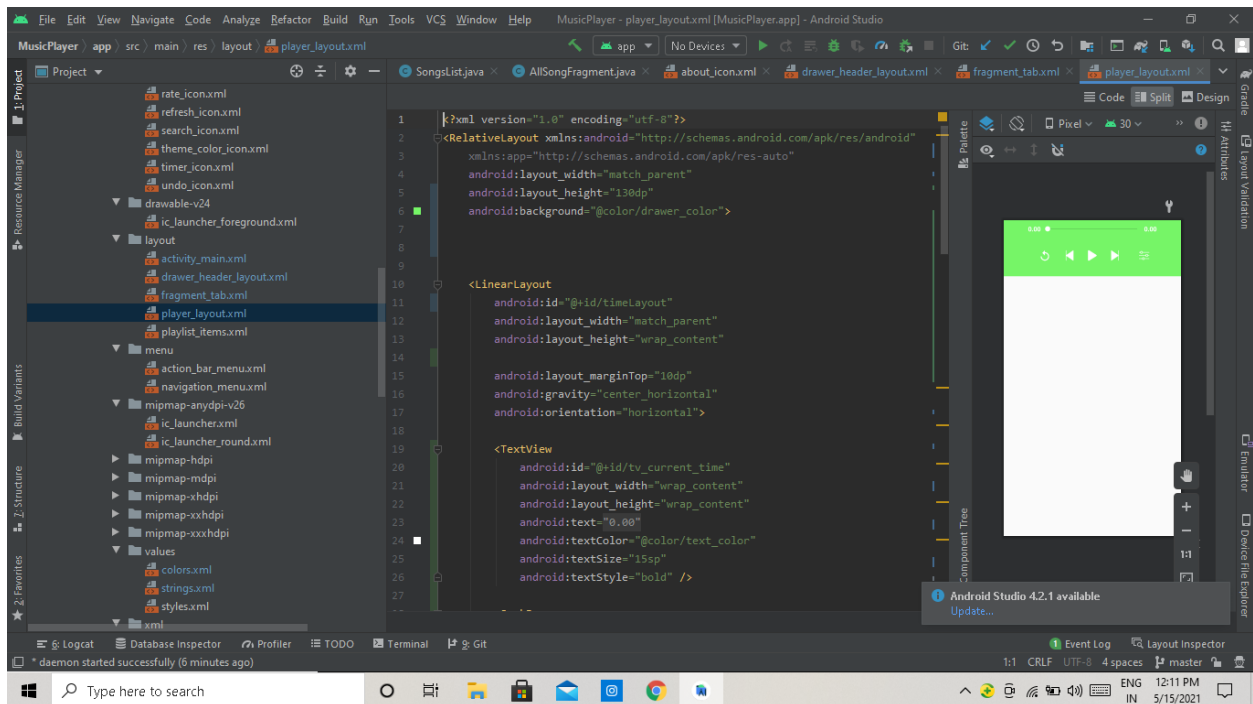 File Edit View Navigate Code Analyze Refactor Build Run Tools VCS Window Help MusicPlayer - player_layout.xml [MusicPlayer.app] - Android Studio
MusicPlayer app src main res layout player_layout.xml
app No Devices Git:
Project
SongsList.java AllSongFragment.java about_icon.xml drawer_header_layout.xml fragment_tab.xml player_layout.xml
Code Split Design
1: Project
Resource Manager
Build Variants
7: Structure
2: Favorites
rate_icon.xml
refresh_icon.xml
search_icon.xml
theme_color_icon.xml
timer_icon.xml
undo_icon.xml
drawable-v24
ic_launcher_foreground.xml
layout
activity_main.xml
drawer_header_layout.xml
fragment_tab.xml
player_layout.xml
playlist_items.xml
menu
action_bar_menu.xml
navigation_menu.xml
mipmap-anydpi-v26
ic_launcher.xml
ic_launcher_round.xml
mipmap-hdpi
mipmap-mdpi
mipmap-xhdpi
mipmap-xxhdpi
mipmap-xxxhdpi
values
colors.xml
strings.xml
styles.xml
xml
1 <?xml version="1.0" encoding="utf-8"?>
2 <RelativeLayout xmlns:android="http://schemas.android.com/apk/res/android"
3 xmlns:app="http://schemas.android.com/apk/res-auto"
4 android:layout_width="match_parent"
5 android:layout_height="130dp"
6 android:background="@color/drawer_color">
7
8
9
10 <LinearLayout
11 android:id="@+id/timeLayout"
12 android:layout_width="match_parent"
13 android:layout_height="wrap_content"
14
15 android:layout_marginTop="10dp"
16 android:gravity="center_horizontal"
17 android:orientation="horizontal">
18
19 <TextView
20 android:id="@+id/tv_current_time"
21 android:layout_width="wrap_content"
22 android:layout_height="wrap_content"
23 android:text="0.00"
24 android:textColor="@color/text_color"
25 android:textSize="15sp"
26 android:textStyle="bold" />
27
Palette
Component Tree
Pixel 30
0.00 0.00
1:1
Gradle
Attributes
Layout Validation
Emulator
Device File Explorer
Android Studio 4.2.1 available
Update...
6: Logcat Database Inspector Profiler TODO Terminal 9: Git 1 Event Log Layout Inspector
* daemon started successfully (6 minutes ago) 1:1 CRLF UTF-8 4 spaces master
Type here to search
ENG 12:11 PM
IN 5/15/2021